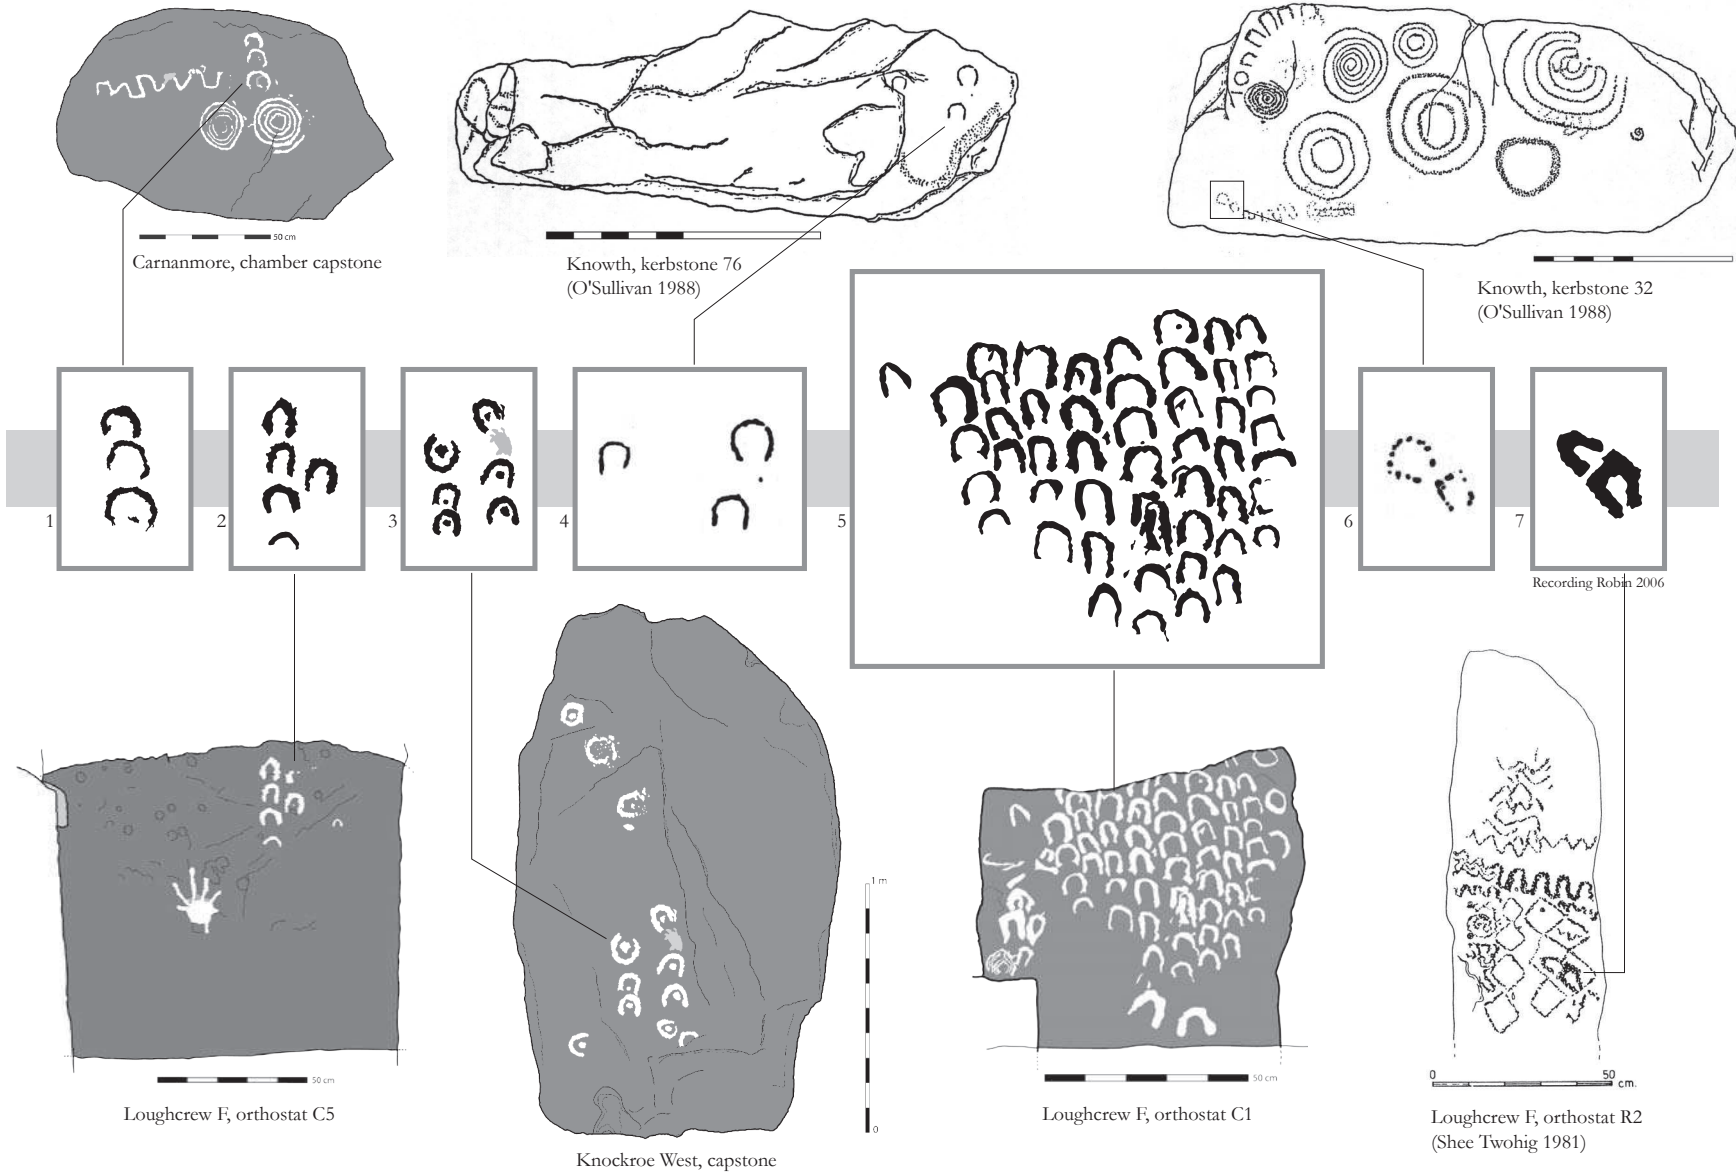 50 cm
Carnanmore, chamber capstone
Knowth, kerbstone 76
(O'Sullivan 1988)
Knowth, kerbstone 32
(O'Sullivan 1988)
1
2
3
4
5
6
7
Recording Robin 2006
1 m
0
50 cm
Loughcrew F, orthostat C5
Knockroe West, capstone
50 cm
Loughcrew F, orthostat C1
0 50
cm.
Loughcrew F, orthostat R2
(Shee Twohig 1981)